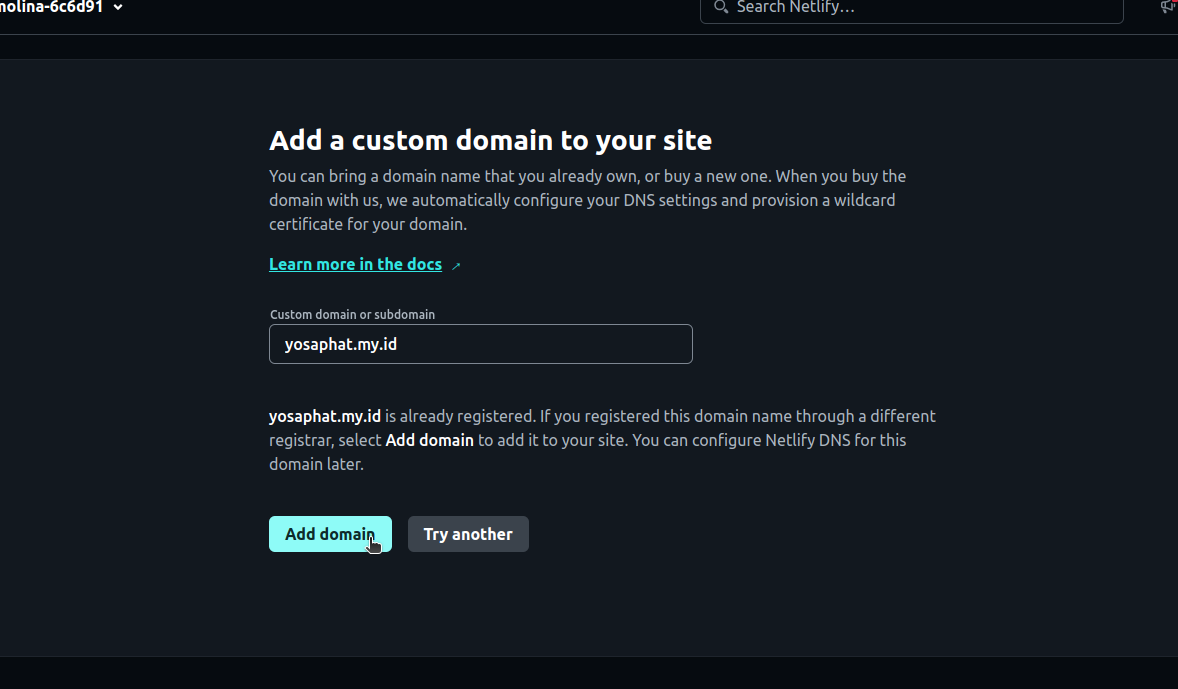 molina-6c6d91
Search Netlify...
Add a custom domain to your site
You can bring a domain name that you already own, or buy a new one. When you buy the
domain with us, we automatically configure your DNS settings and provision a wildcard
certificate for your domain.
Learn more in the docs ↗
Custom domain or subdomain
yosaphat.my.id
yosaphat.my.id is already registered. If you registered this domain name through a different
registrar, select Add domain to add it to your site. You can configure Netlify DNS for this
domain later.
Add domain
Try another